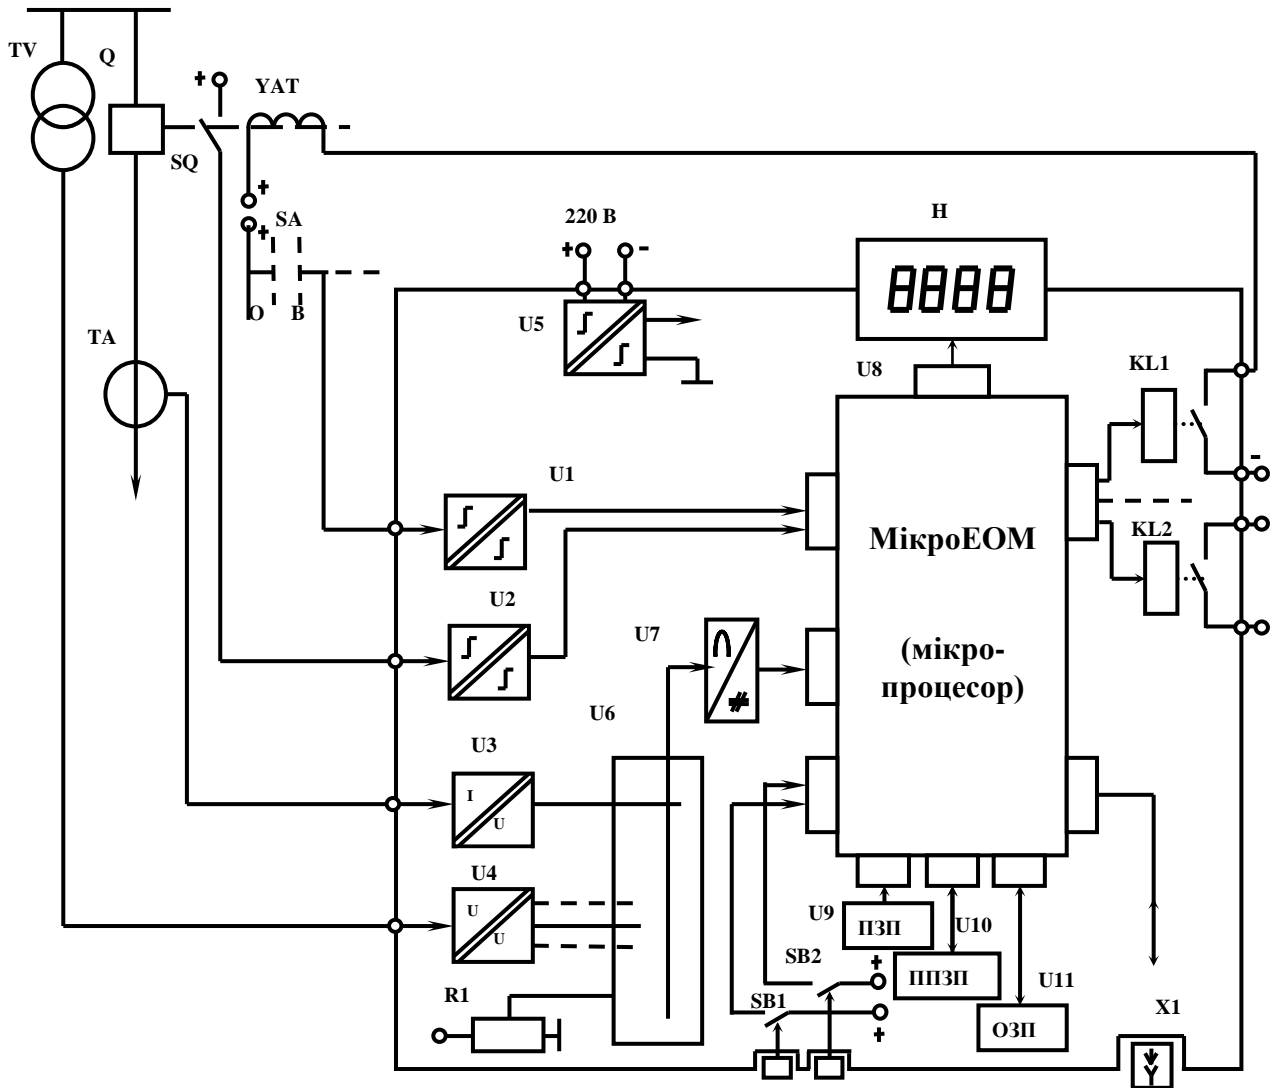 TV
Q
+
YAT
-
SQ
+
SA
+
O
B
220 В
+
-
H
8888
U5
TA
U8
KL1
-
U1
МікроЕОМ
KL2
U2
U7
(мікро-
процесор)
#
U6
U3
I
U
U4
U
U
U9
ПЗП
U10
SB2
+
ППЗП
R1
SB1
U11
X1
+
ОЗП